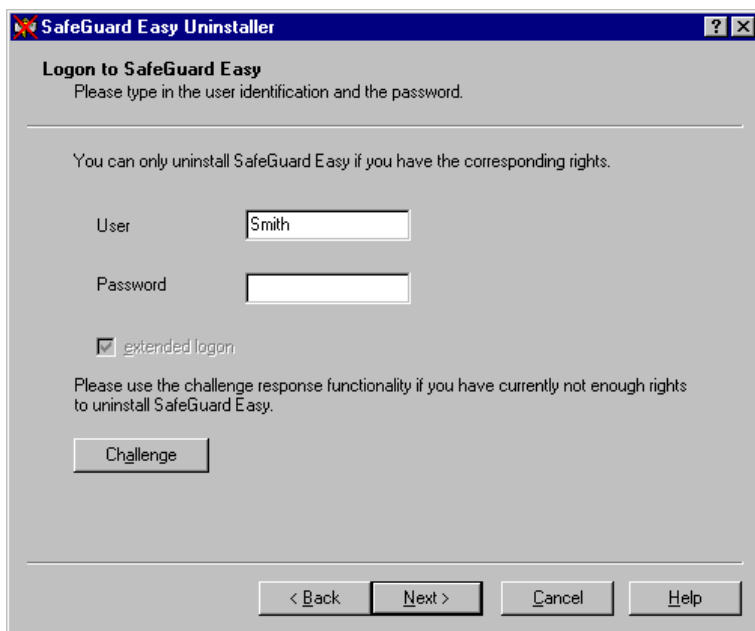 SafeGuard Easy Uninstaller
Logon to SafeGuard Easy
Please type in the user identification and the password.
You can only uninstall SafeGuard Easy if you have the corresponding rights.
User
Smith
Password
extended logon
Please use the challenge response functionality if you have currently not enough rights
to uninstall SafeGuard Easy.
Challenge
< Back Next > Cancel Help